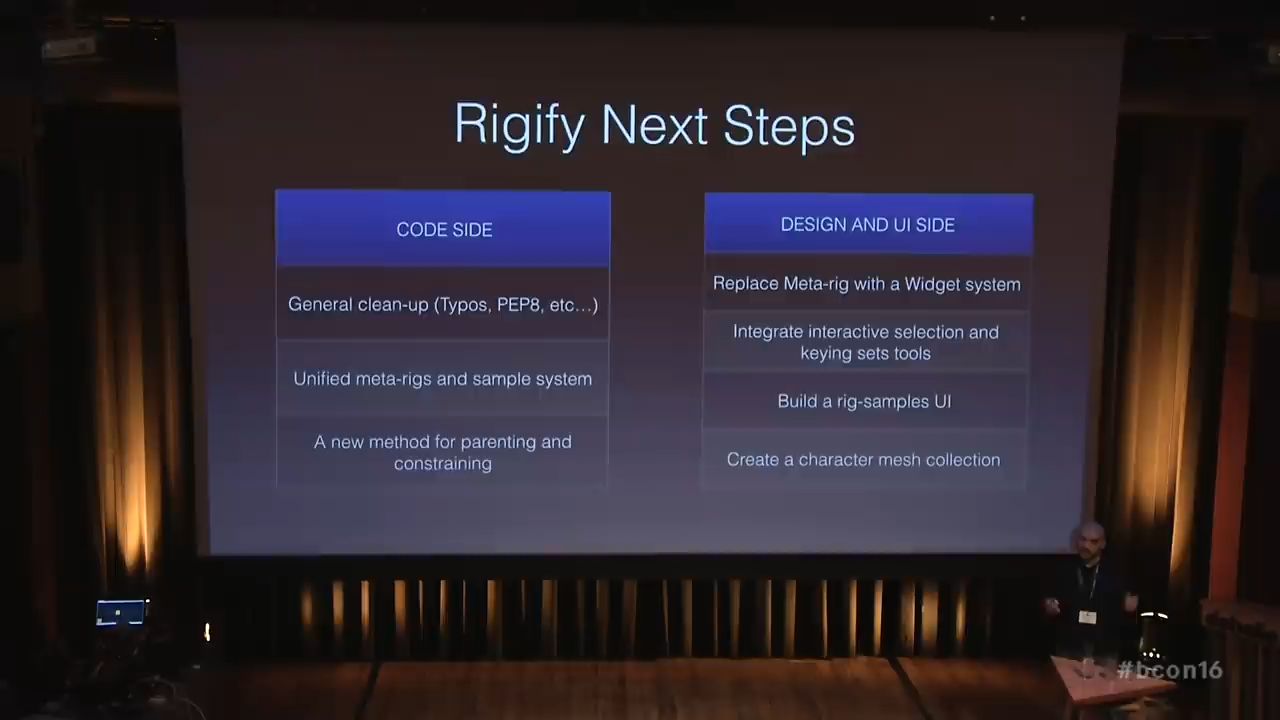 Rigify Next Steps
CODE SIDE
General clean-up (Typos, PEP8, etc...)
Unified meta-rigs and sample system
A new method for parenting and
constraining
DESIGN AND UI SIDE
Replace Meta-rig with a Widget system
Integrate interactive selection and
keying sets tools
Build a rig-samples UI
Create a character mesh collection
#bcon16